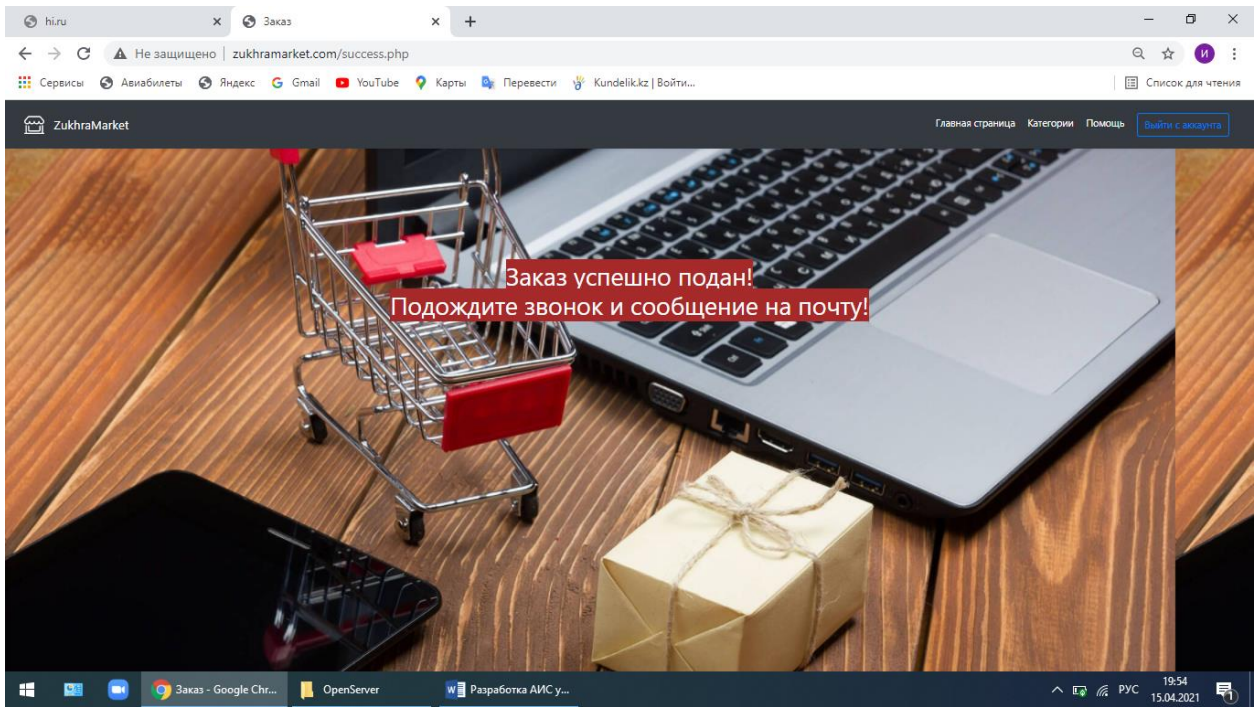 hi.ru
Заказ
Не защищено | zukhramarket.com/success.php
И
Сервисы Авиабилеты Яндекс Gmail YouTube Карты Перевести Kundelik.kz | Войти... Список для чтения
ZukhraMarket Главная страница Категории Помощь Выйти с аккаунта
Заказ успешно подан!
Подождите звонок и сообщение на почту!
Заказ - Google Chr... OpenServer Разработка АИС у... РУС
19:54
15.04.2021
1